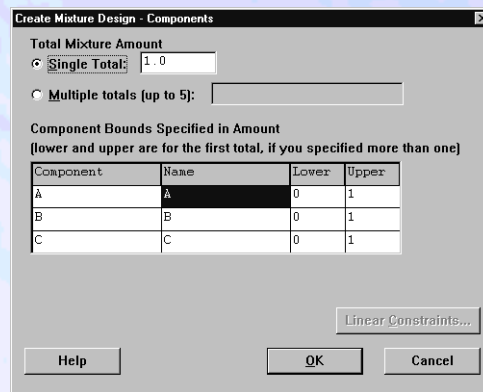 Create Mixture Design - Components
Total Mixture Amount
Single Total: 1.0
Multiple totals (up to 5):
Component Bounds Specified in Amount
(lower and upper are for the first total, if you specified more than one)
Component Name Lower Upper
A A 0 1
B B 0 1
C C 0 1
Linear Constraints...
Help OK Cancel